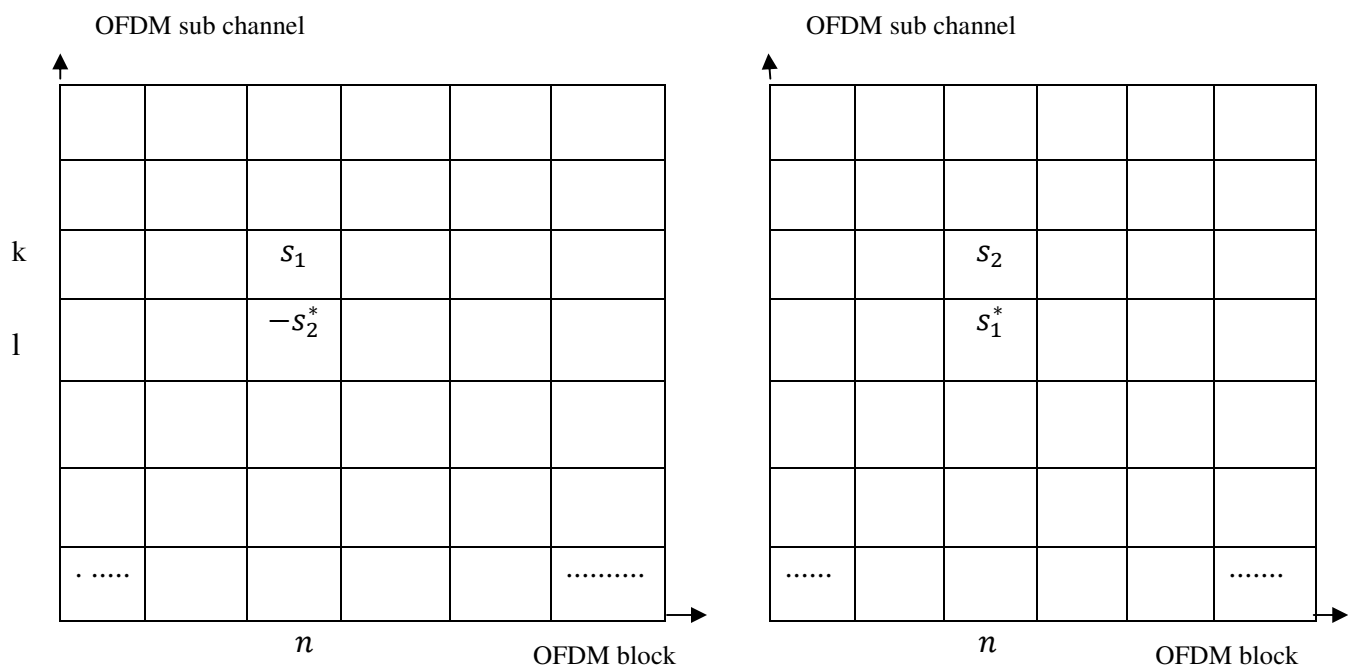 OFDM sub channel
OFDM sub channel
k
s₁
s₂
l
−s₂*
s₁*
. .....
..........
......
.......
n
n
OFDM block
OFDM block